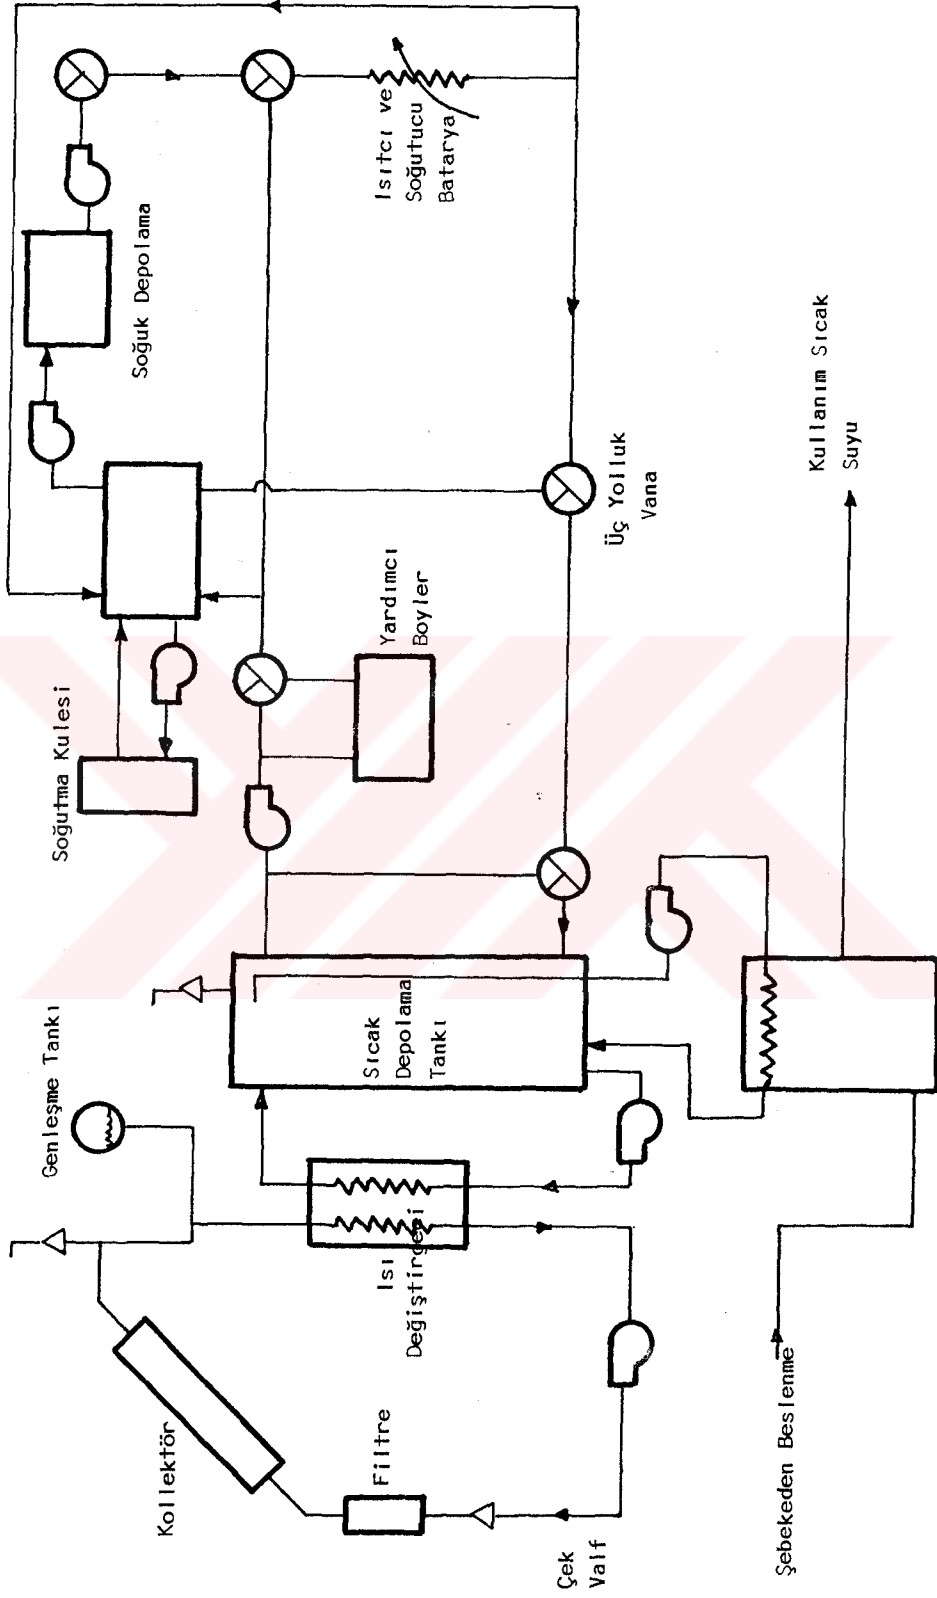 Kollektör
Filtre
Çek
Valf
Genleşme Tankı
Isı
Değiştirgeci
Sıcak
Depolama
Tankı
Soğutma Kulesi
Yardımcı
Boyler
Soğuk Depolama
Isıtcı ve
Soğutucu
Batarya
Üç Yolluk
Vana
Kullanım Sıcak
Suyu
Şebekeden Beslenme